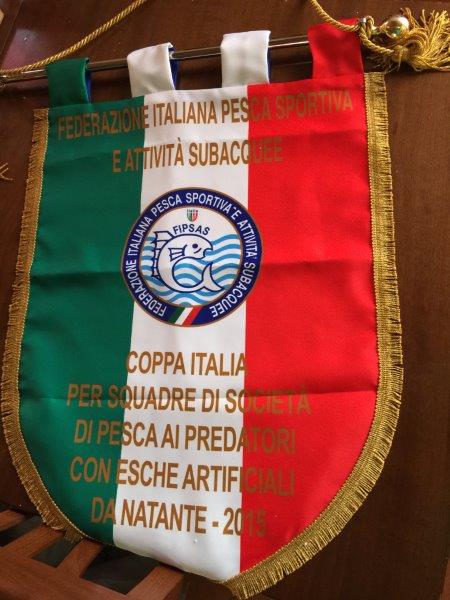 FEDERAZIONE ITALIANA PESCA SPORTIVA
E ATTIVITÀ SUBACQUEE
FEDERAZIONE ITALIANA PESCA SPORTIVA E ATTIVITA' SUBACQUEE
FIPSAS
COPPA ITALIA
PER SQUADRE DI SOCIETÀ
DI PESCA AI PREDATORI
CON ESCHE ARTIFICIALI
DA NATANTE - 2015